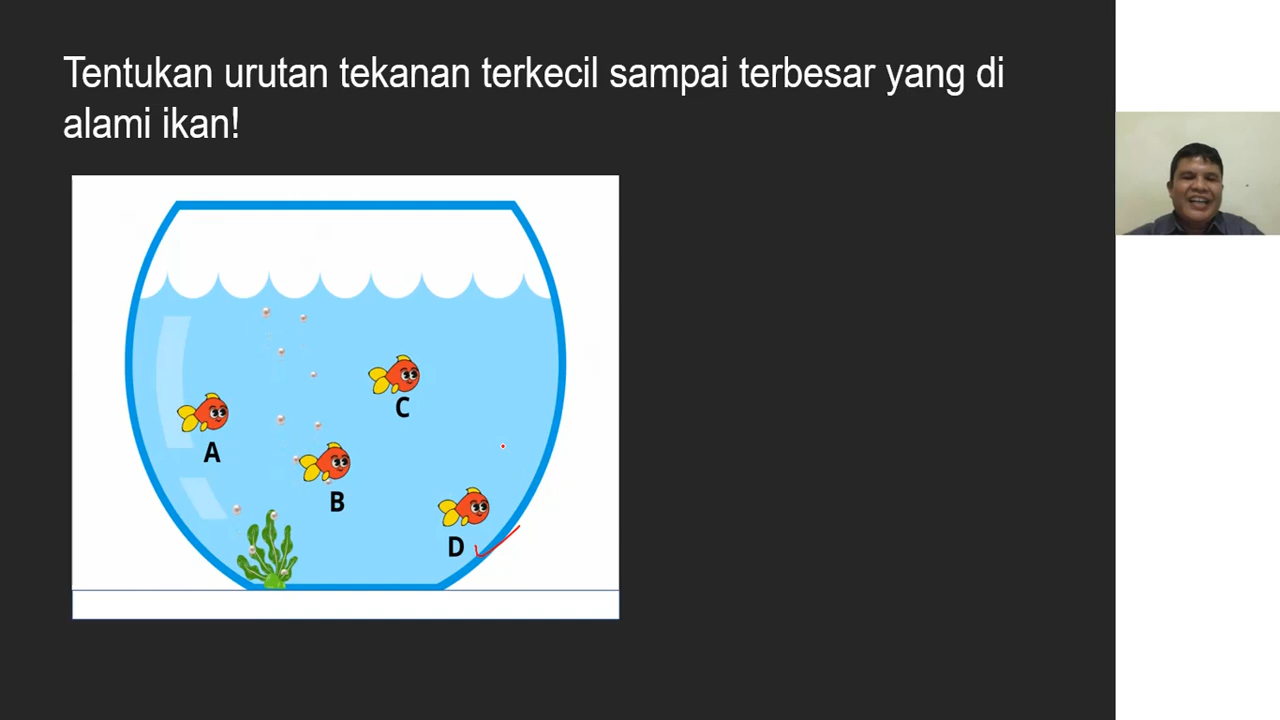 Tentukan urutan tekanan terkecil sampai terbesar yang di
alami ikan!
C
A
B
D